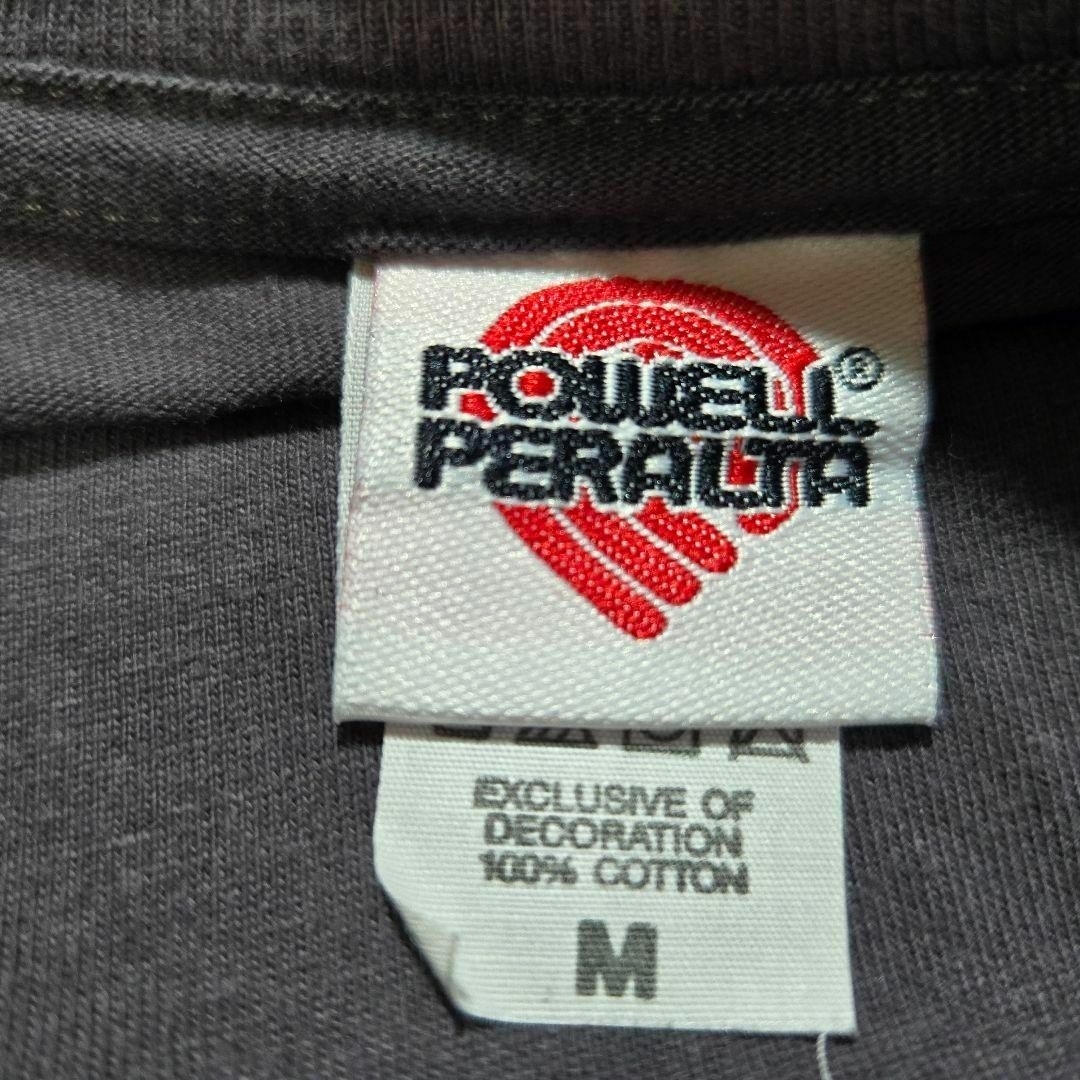 POWELL®
PERALTA
EXCLUSIVE OF
DECORATION
100% COTTON
M